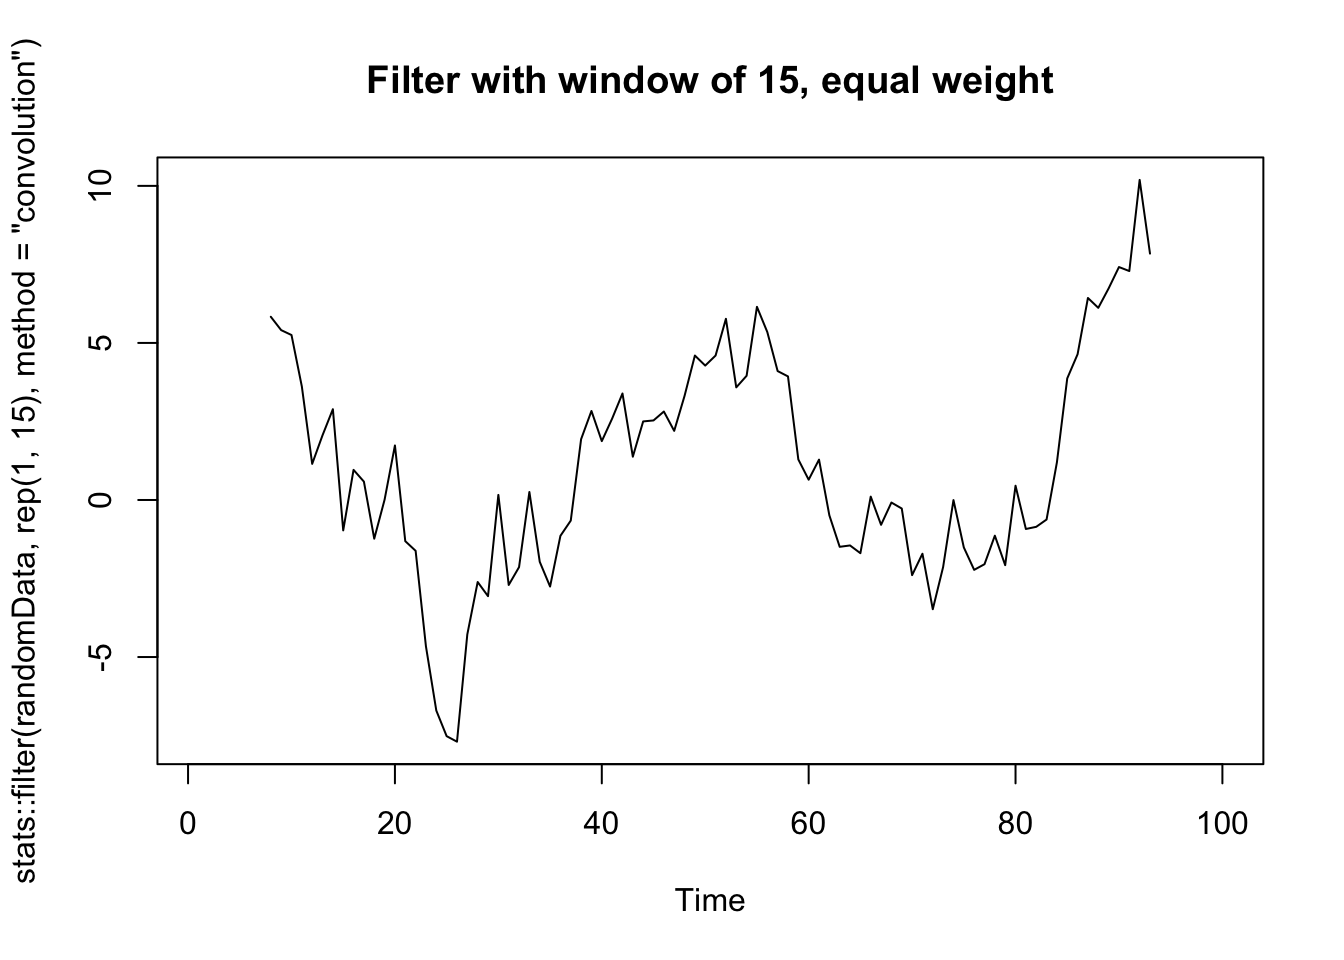 Filter with window of 15, equal weight
stats::filter(randomData, rep(1, 15), method = "convolution")
10
5
0
-5
0 20 40 60 80 100
Time